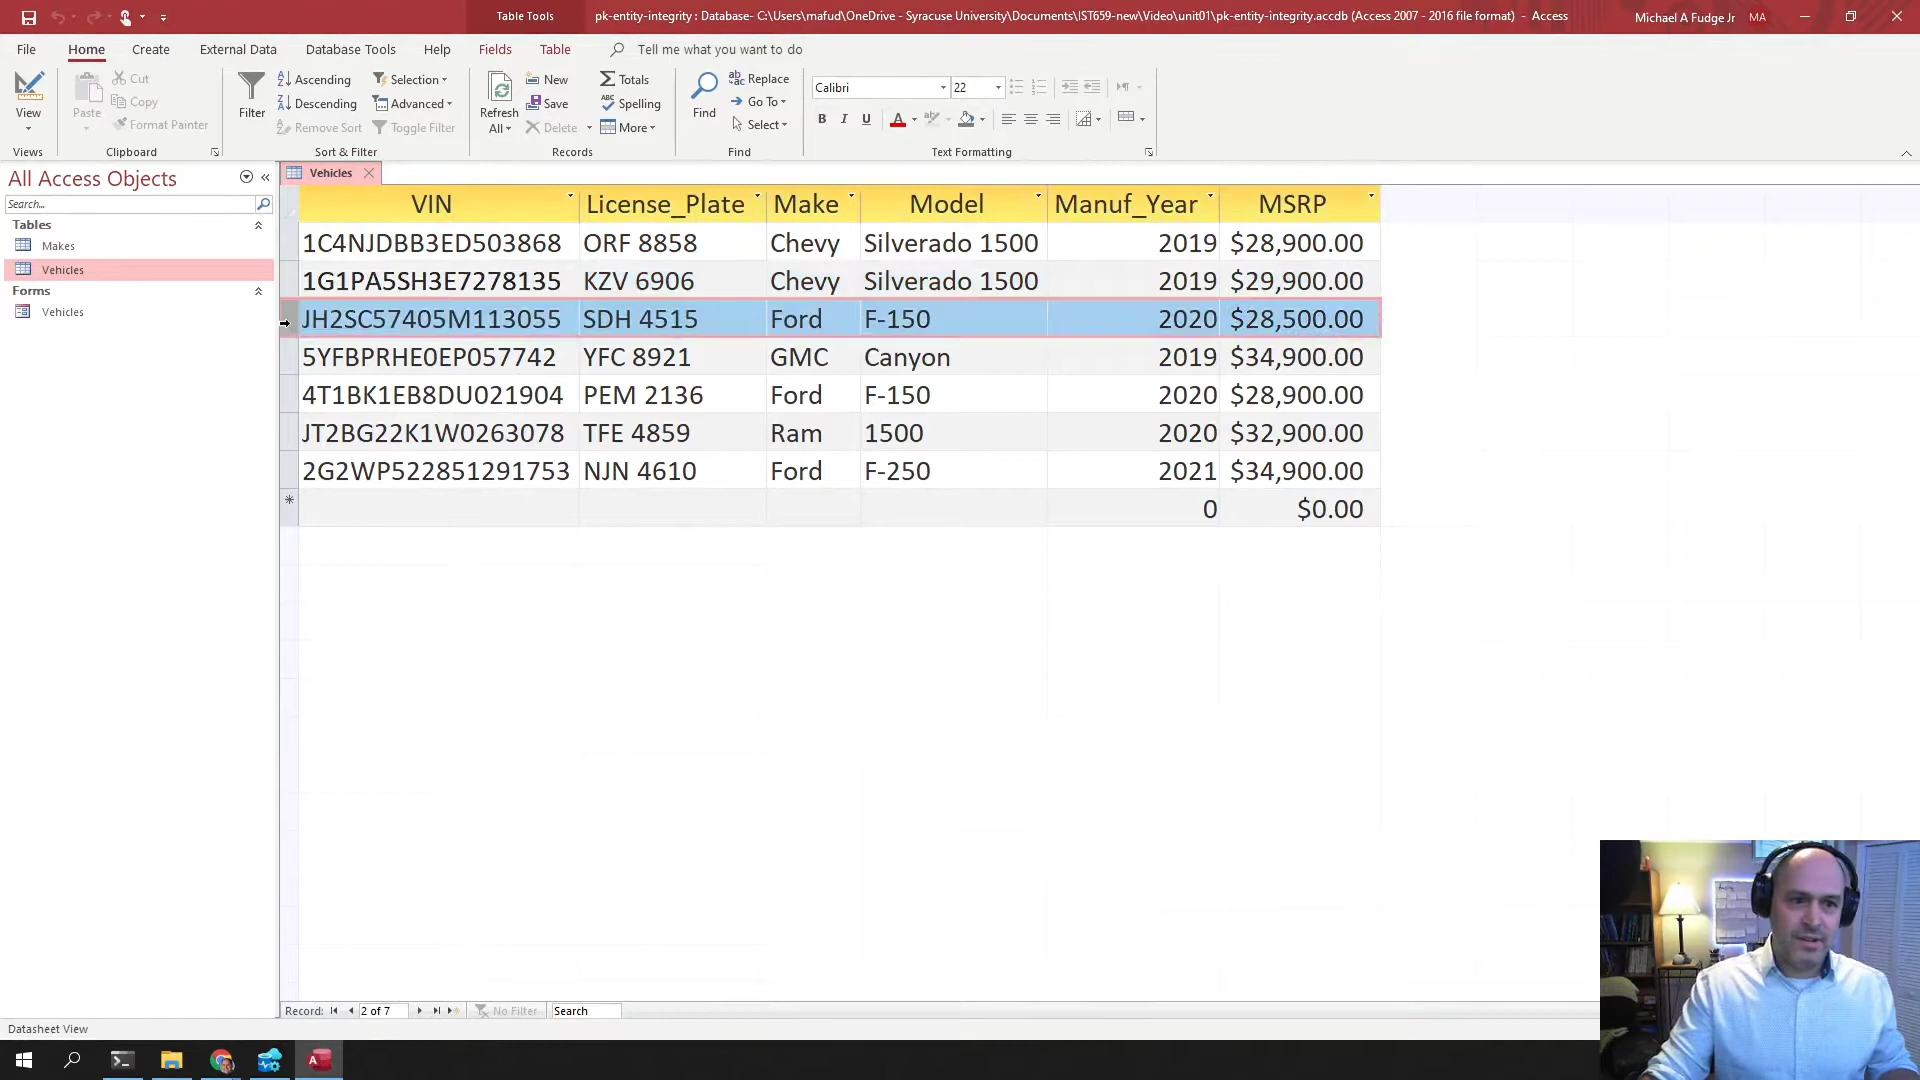 Table Tools
pk-entity-integrity : Database- C:\Users\mafud\OneDrive - Syracuse University\Documents\IST659-new\Video\unit01\pk-entity-integrity.accdb (Access 2007 - 2016 file format) - Access
Michael A Fudge Jr MA
File Home Create External Data Database Tools Help Fields Table Tell me what you want to do
View
Views
Paste
Cut
Copy
Format Painter
Clipboard
Filter
Ascending
Descending
Remove Sort
Selection
Advanced
Toggle Filter
Sort & Filter
Refresh
All
New
Save
Delete
Totals
Spelling
More
Records
Find
Replace
Go To
Select
Find
Calibri 22
B I U A
Text Formatting
All Access Objects
Search...
Tables
Makes
Vehicles
Forms
Vehicles
Vehicles
VIN License_Plate Make Model Manuf_Year MSRP
1C4NJDBB3ED503868 ORF 8858 Chevy Silverado 1500 2019 $28,900.00
1G1PA5SH3E7278135 KZV 6906 Chevy Silverado 1500 2019 $29,900.00
JH2SC57405M113055 SDH 4515 Ford F-150 2020 $28,500.00
5YFBPRHE0EP057742 YFC 8921 GMC Canyon 2019 $34,900.00
4T1BK1EB8DU021904 PEM 2136 Ford F-150 2020 $28,900.00
JT2BG22K1W0263078 TFE 4859 Ram 1500 2020 $32,900.00
2G2WP522851291753 NJN 4610 Ford F-250 2021 $34,900.00
* 0 $0.00
Record: 2 of 7 No Filter Search
Datasheet View